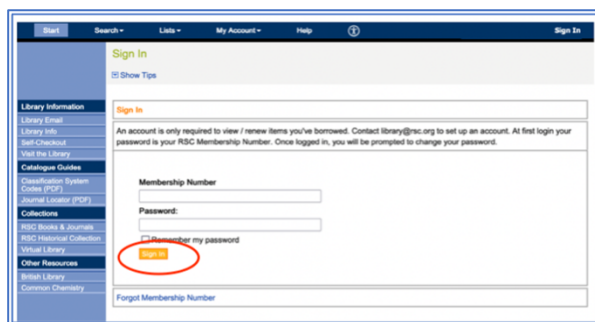 Start Search Lists My Account Help Sign In
Sign In
Show Tips
Library Information
Library Email
Library Info
Self-Checkout
Visit the Library
Catalogue Guides
Classification System
Codes (PDF)
Journal Locator (PDF)
Collections
RSC Books & Journals
RSC Historical Collection
Virtual Library
Other Resources
British Library
Common Chemistry
Sign In
An account is only required to view / renew items you've borrowed. Contact library@rsc.org to set up an account. At first login your
password is your RSC Membership Number. Once logged in, you will be prompted to change your password.
Membership Number
Password:
Remember my password
Sign In
Forgot Membership Number